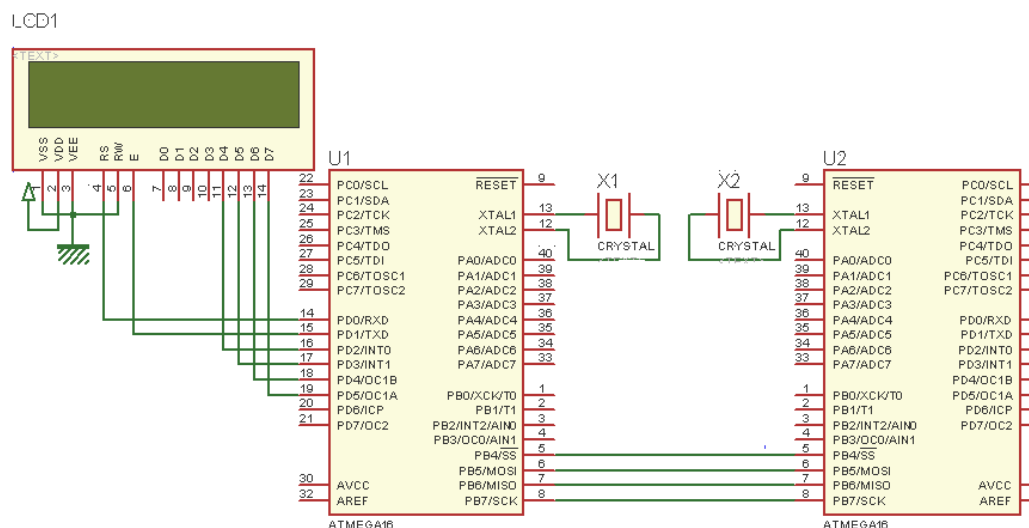 LCD1
<TEXT>
VSS VDD VEE RS RW E D0 D1 D2 D3 D4 D5 D6 D7
1 2 3 4 5 6 7 8 9 10 11 12 13 14
U1
22 PC0/SCL RESET 9
23 PC1/SDA
24 PC2/TCK XTAL1 13
25 PC3/TMS XTAL2 12
26 PC4/TDO
27 PC5/TDI PA0/ADC0 40
28 PC6/TOSC1 PA1/ADC1 39
29 PC7/TOSC2 PA2/ADC2 38
PA3/ADC3 37
14 PD0/RXD PA4/ADC4 36
15 PD1/TXD PA5/ADC5 35
16 PD2/INT0 PA6/ADC6 34
17 PD3/INT1 PA7/ADC7 33
18 PD4/OC1B
19 PD5/OC1A PB0/XCK/T0 1
20 PD6/ICP PB1/T1 2
21 PD7/OC2 PB2/INT2/AIN0 3
PB3/OC0/AIN1 4
PB4/SS 5
PB5/MOSI 6
30 AVCC PB6/MISO 7
32 AREF PB7/SCK 8
ATMEGA16
X1
CRYSTAL
X2
CRYSTAL
U2
9 RESET PC0/SCL
PC1/SDA
13 XTAL1 PC2/TCK
12 XTAL2 PC3/TMS
PC4/TDO
40 PA0/ADC0 PC5/TDI
39 PA1/ADC1 PC6/TOSC1
38 PA2/ADC2 PC7/TOSC2
37 PA3/ADC3
36 PA4/ADC4 PD0/RXD
35 PA5/ADC5 PD1/TXD
34 PA6/ADC6 PD2/INT0
33 PA7/ADC7 PD3/INT1
PD4/OC1B
1 PB0/XCK/T0 PD5/OC1A
2 PB1/T1 PD6/ICP
3 PB2/INT2/AIN0 PD7/OC2
4 PB3/OC0/AIN1
5 PB4/SS
6 PB5/MOSI
7 PB6/MISO AVCC
8 PB7/SCK AREF
ATMEGA16